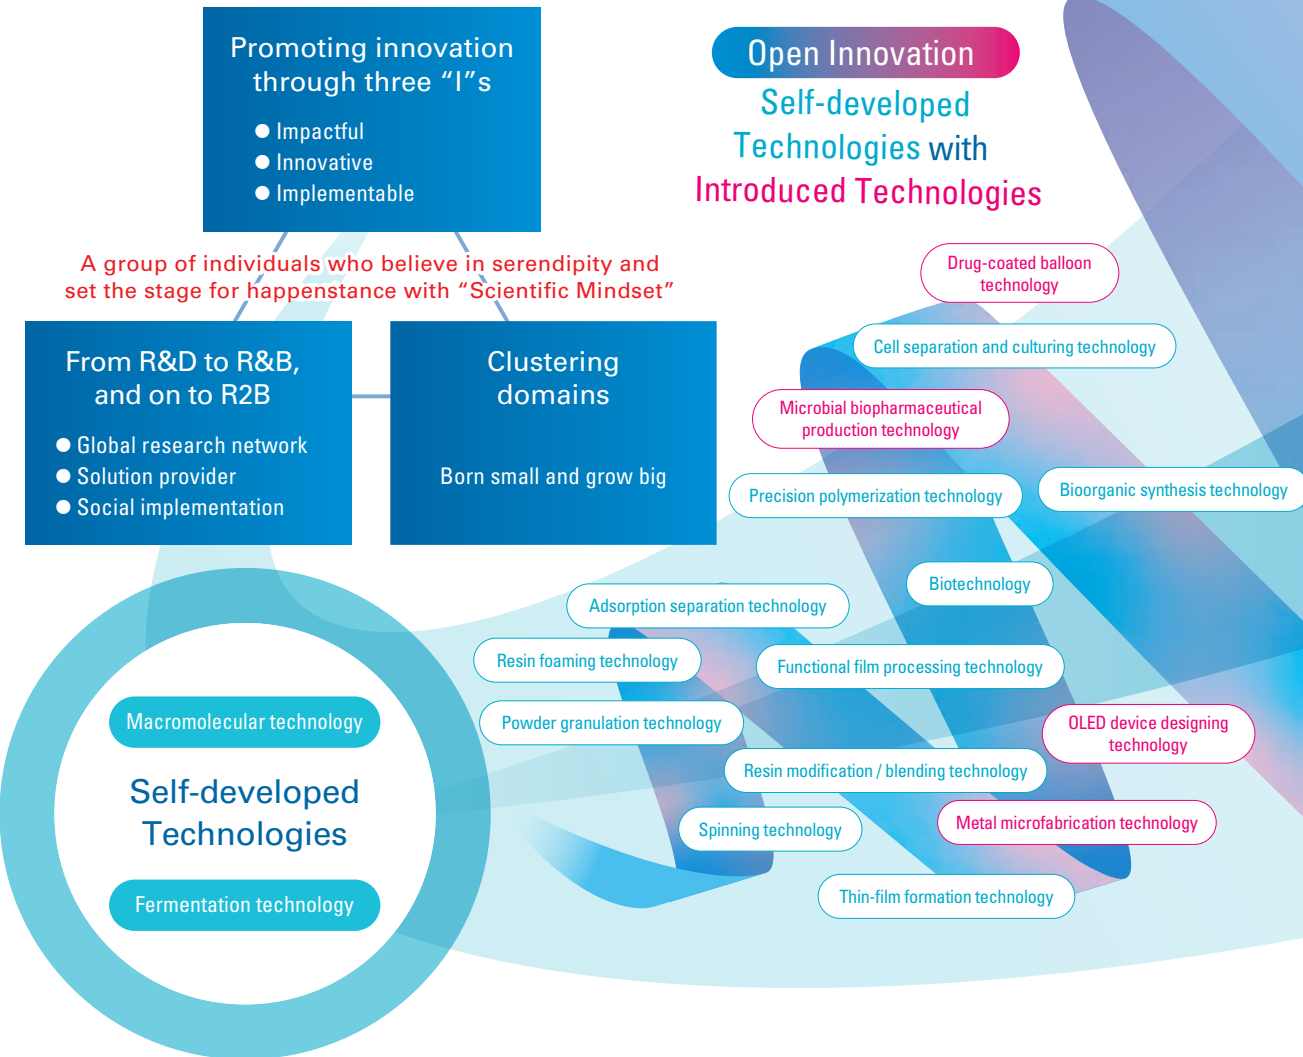 Promoting innovation
through three “I”s
● Impactful
● Innovative
● Implementable
A group of individuals who believe in serendipity and
set the stage for happenstance with “Scientific Mindset”
From R&D to R&B,
and on to R2B
● Global research network
● Solution provider
● Social implementation
Clustering
domains
Born small and grow big
Open Innovation
Self-developed
Technologies with
Introduced Technologies
Drug-coated balloon
technology
Cell separation and culturing technology
Microbial biopharmaceutical
production technology
Precision polymerization technology
Bioorganic synthesis technology
Biotechnology
Adsorption separation technology
Resin foaming technology
Functional film processing technology
Powder granulation technology
OLED device designing
technology
Resin modification / blending technology
Spinning technology
Metal microfabrication technology
Thin-film formation technology
Macromolecular technology
Self-developed
Technologies
Fermentation technology